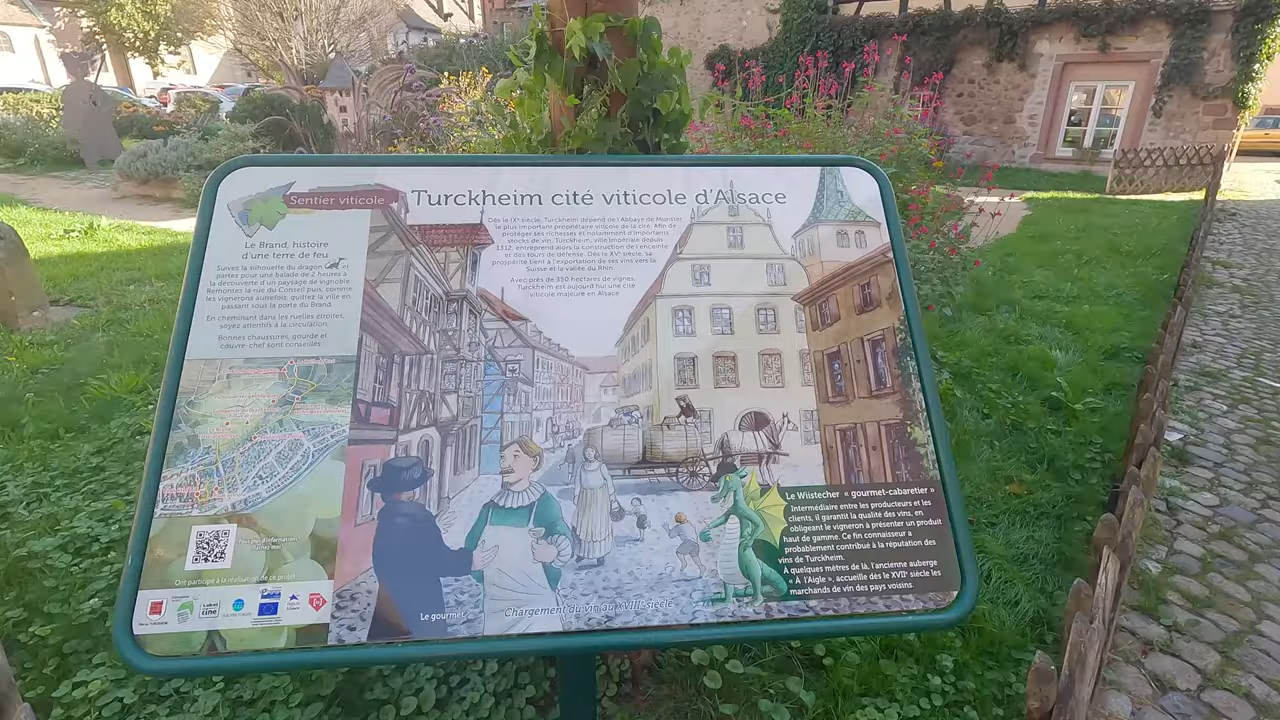 Sentier viticole
Turckheim cité viticole d'Alsace
Le Brand, histoire
d'une terre de feu
Suivez la silhouette du dragon et
partez pour une balade de 2 heures à
la découverte d'un paysage de vignoble
Remontez la rue du Conseil puis, comme
les vignerons autrefois, quittez la ville en
passant sous la porte du Brand.
En cheminant dans les ruelles étroites,
soyez attentifs à la circulation.
Bonnes chaussures, gourde et
couvre-chef sont conseillés
Dès le IXe siècle, Turckheim dépend de l'Abbaye de Munster,
le plus important propriétaire viticole de la cité. Afin de
protéger ses richesses et notamment d'importants
stocks de vin, Turckheim, ville impériale depuis
1312, entreprend alors la construction de l'enceinte
et des tours de défense. Dès le XVe siècle, sa
prospérité tient à l'exportation de ses vins vers la
Suisse et la vallée du Rhin.
Avec près de 350 hectares de vignes,
Turckheim est aujourd'hui une cité
viticole majeure en Alsace
Plus d'informations
Ont participé à la réalisation de ce projet
Le gourmet
Chargement du vin au XVIIIe siècle
Le Wiistecher « gourmet-cabaretier »
Intermédiaire entre les producteurs et les
clients, il garantit la qualité des vins, en
obligeant le vigneron à présenter un produit
haut de gamme. Ce fin connaisseur a
probablement contribué à la réputation des
vins de Turckheim.
À quelques mètres de là, l'ancienne auberge
« À l'Aigle », accueille dès le XVIIe siècle les
marchands de vin des pays voisins.